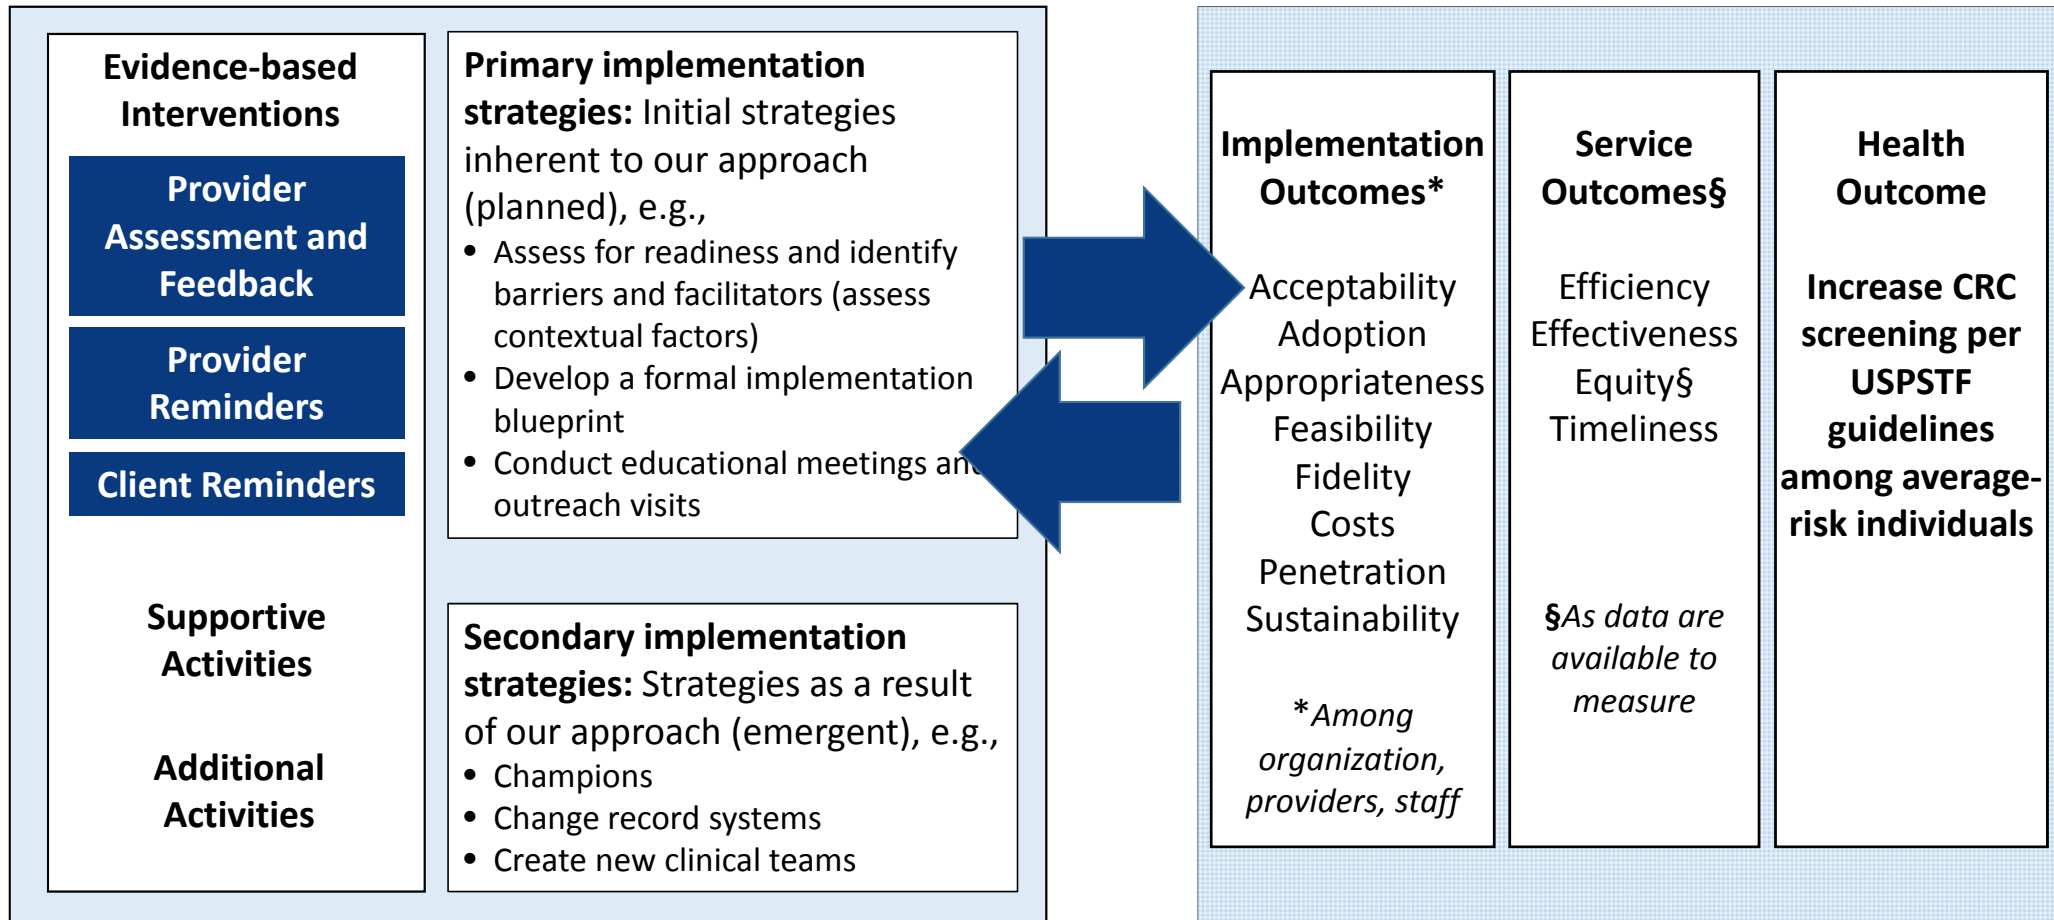 Evidence-based
Interventions
Provider
Assessment and
Feedback
Provider
Reminders
Client Reminders
Supportive
Activities
Additional
Activities
Primary implementation
strategies: Initial strategies
inherent to our approach
(planned), e.g.,
• Assess for readiness and identify
barriers and facilitators (assess
contextual factors)
• Develop a formal implementation
blueprint
• Conduct educational meetings and
outreach visits
Secondary implementation
strategies: Strategies as a result
of our approach (emergent), e.g.,
• Champions
• Change record systems
• Create new clinical teams
Implementation
Outcomes*
Acceptability
Adoption
Appropriateness
Feasibility
Fidelity
Costs
Penetration
Sustainability
*Among
organization,
providers, staff
Service
Outcomes§
Efficiency
Effectiveness
Equity§
Timeliness
§As data are
available to
measure
Health
Outcome
Increase CRC
screening per
USPSTF
guidelines
among average-
risk individuals